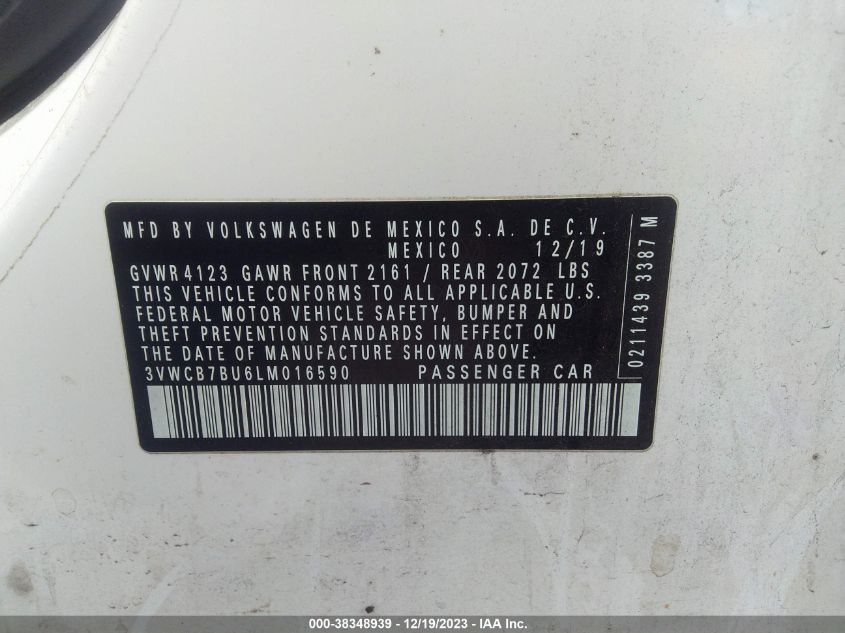 MFD BY VOLKSWAGEN DE MEXICO S.A. DE C.V.
MEXICO 12/19
GVWR 4123 GAWR FRONT 2161 / REAR 2072 LBS
THIS VEHICLE CONFORMS TO ALL APPLICABLE U.S.
FEDERAL MOTOR VEHICLE SAFETY, BUMPER AND
THEFT PREVENTION STANDARDS IN EFFECT ON
THE DATE OF MANUFACTURE SHOWN ABOVE.
3VWCB7BU6LM016590 PASSENGER CAR
0211439 3387 M
000-38348939 - 12/19/2023 - IAA Inc.